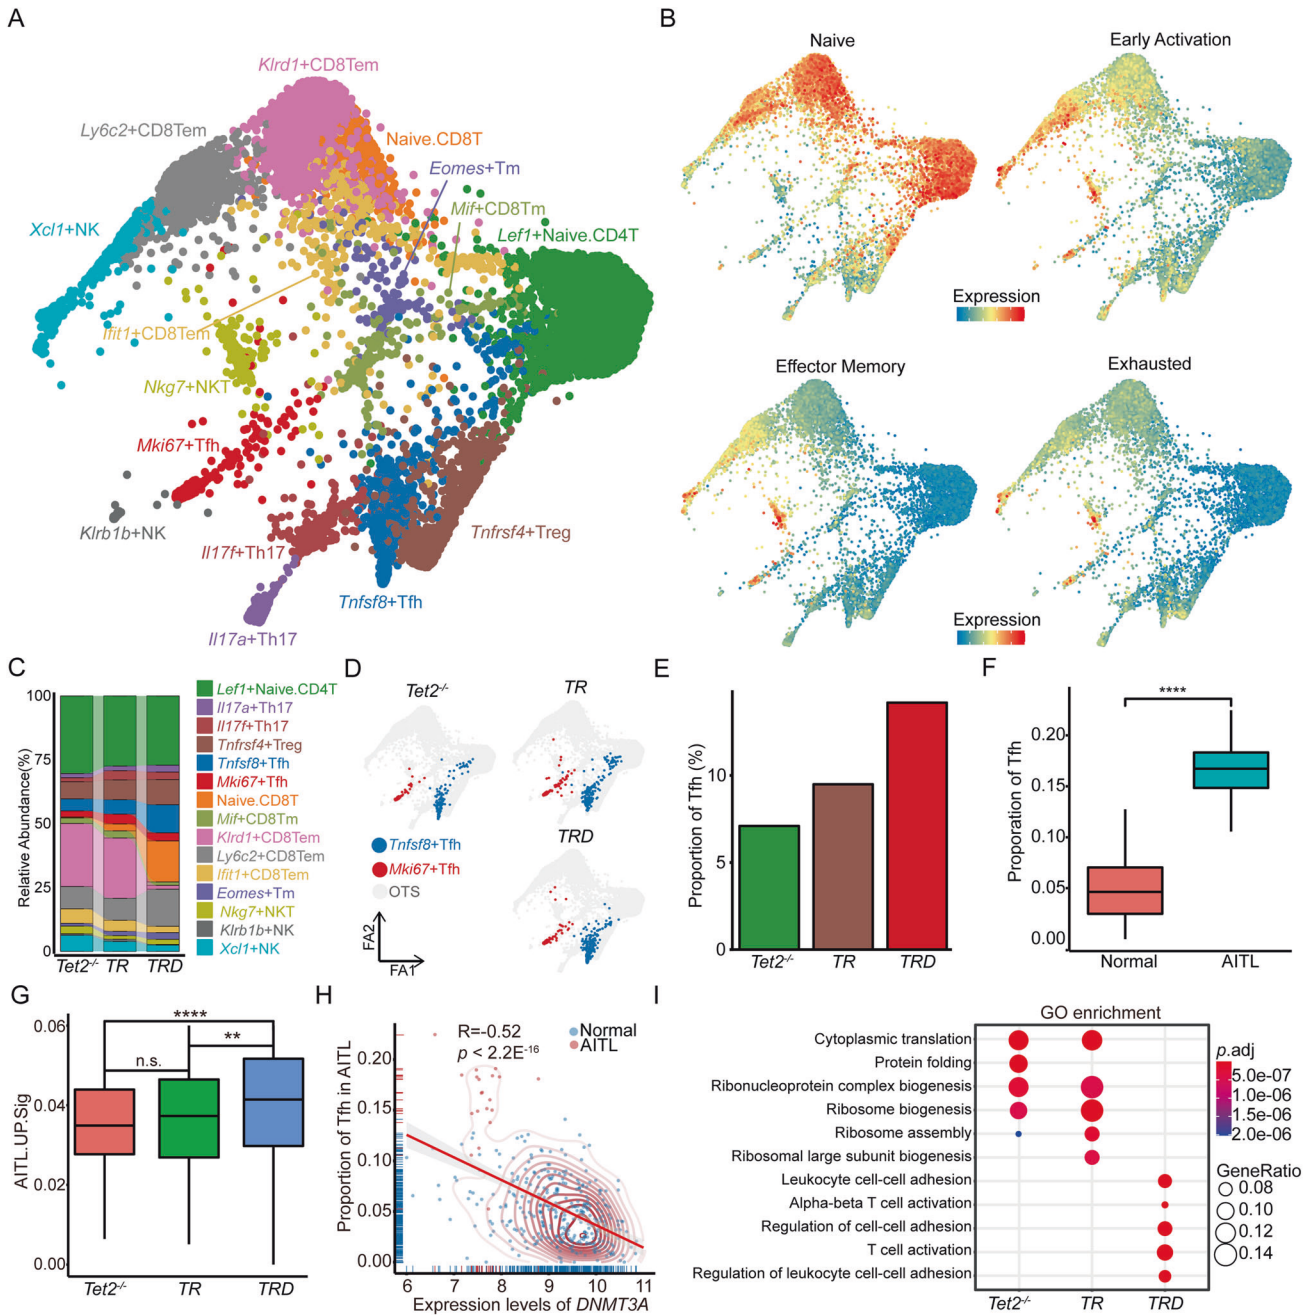 A
Klrd1+CD8Tem
Ly6c2+CD8Tem
Naive.CD8T
Eomes+Tm
Mif+CD8Tm
Xcl1+NK
Lef1+Naive.CD4T
Ifit1+CD8Tem
Nkg7+NKT
Mki67+Tfh
Klrb1b+NK
Il17f+Th17
Tnfrsf4+Treg
Tnfsf8+Tfh
Il17a+Th17
B
Naive
Early Activation
Expression
Effector Memory
Exhausted
Expression
C
Relative Abundance(%)
100
75
50
25
0
Tet2-/-
TR
TRD
Lef1+Naive.CD4T
Il17a+Th17
Il17f+Th17
Tnfrsf4+Treg
Tnfsf8+Tfh
Mki67+Tfh
Naive.CD8T
Mif+CD8Tm
Klrd1+CD8Tem
Ly6c2+CD8Tem
Ifit1+CD8Tem
Eomes+Tm
Nkg7+NKT
Klrb1b+NK
Xcl1+NK
D
Tet2-/-
TR
TRD
Tnfsf8+Tfh
Mki67+Tfh
OTS
FA2
FA1
E
Proportion of Tfh (%)
10
5
0
Tet2-/-
TR
TRD
F
****
Proporation of Tfh
0.20
0.15
0.10
0.05
0.00
Normal
AITL
G
****
**
n.s.
AITL.UP.Sig
0.06
0.04
0.02
0.00
Tet2-/-
TR
TRD
H
R=-0.52
p < 2.2E-16
Normal
AITL
Proportion of Tfh in AITL
0.20
0.15
0.10
0.05
0.00
6 7 8 9 10 11
Expression levels of DNMT3A
I
GO enrichment
Cytoplasmic translation
Protein folding
Ribonucleoprotein complex biogenesis
Ribosome biogenesis
Ribosome assembly
Ribosomal large subunit biogenesis
Leukocyte cell-cell adhesion
Alpha-beta T cell activation
Regulation of cell-cell adhesion
T cell activation
Regulation of leukocyte cell-cell adhesion
Tet2-/-
TR
TRD
p.adj
5.0e-07
1.0e-06
1.5e-06
2.0e-06
GeneRatio
0.08
0.10
0.12
0.14